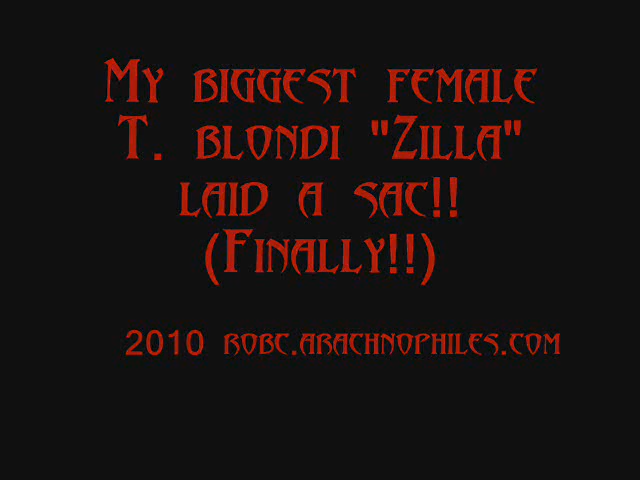 My biggest female
T. blondi "Zilla"
laid a sac!!
(Finally!!)
2010 robc.arachnophiles.com